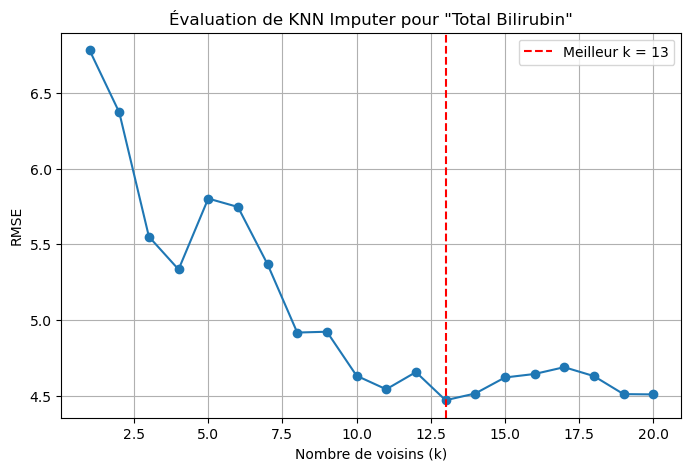 Évaluation de KNN Imputer pour "Total Bilirubin"
Meilleur k = 13
RMSE
6.5
6.0
5.5
5.0
4.5
2.5 5.0 7.5 10.0 12.5 15.0 17.5 20.0
Nombre de voisins (k)